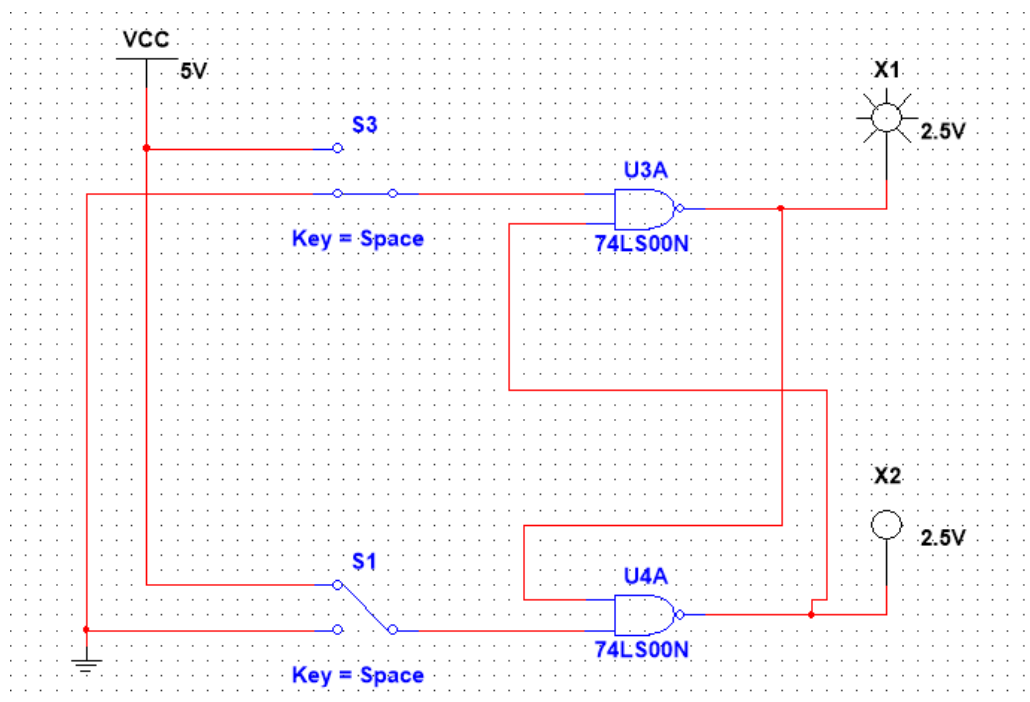 VCC
5V
S3
Key = Space
U3A
74LS00N
X1
2.5V
S1
Key = Space
U4A
74LS00N
X2
2.5V